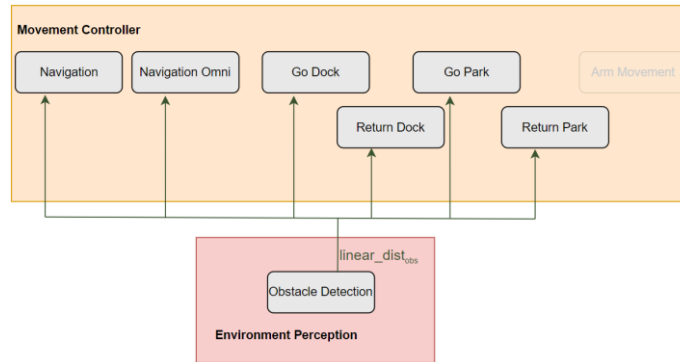 Movement Controller
Navigation
Navigation Omni
Go Dock
Go Park
Arm Movement
Return Dock
Return Park
linear_dist_obs
Obstacle Detection
Environment Perception